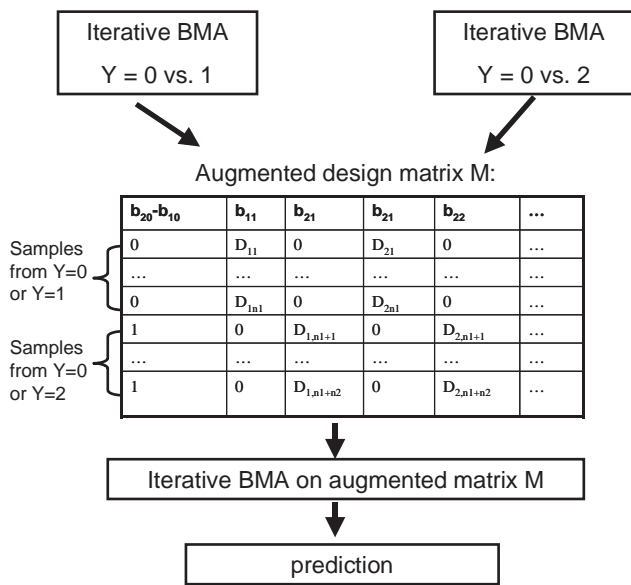 Iterative BMA
Y = 0 vs. 1
Iterative BMA
Y = 0 vs. 2
Augmented design matrix M:
b20-b10 b11 b21 b21 b22 …
Samples from Y=0 or Y=1
0 D11 0 D21 0 …
… … … … … …
0 D1n1 0 D2n1 0 …
Samples from Y=0 or Y=2
1 0 D1,n1+1 0 D2,n1+1 …
… … … … … …
1 0 D1,n1+n2 0 D2,n1+n2 …
Iterative BMA on augmented matrix M
prediction